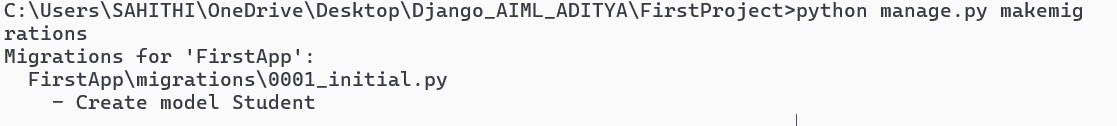 C:\Users\SAHITHI\OneDrive\Desktop\Django_AIML_ADITYA\FirstProject>python manage.py makemig
rations
Migrations for 'FirstApp':
  FirstApp\migrations\0001_initial.py
    - Create model Student